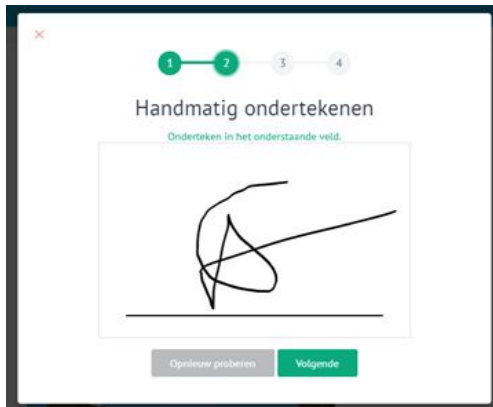 1 2 3 4
Handmatig ondertekenen
Onderteken in het onderstaande veld.
Opnieuw proberen
Volgende